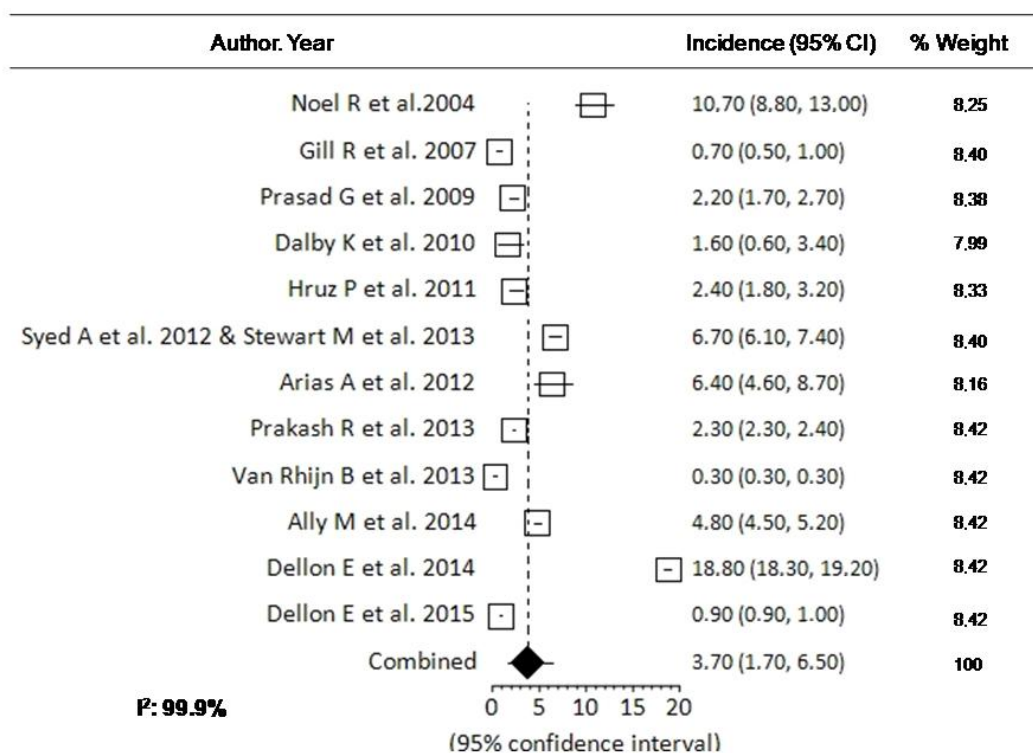 Author. Year Incidence (95% CI) % Weight
Noel R et al.2004 10.70 (8.80, 13.00) 8.25
Gill R et al. 2007 0.70 (0.50, 1.00) 8.40
Prasad G et al. 2009 2.20 (1.70, 2.70) 8.38
Dalby K et al. 2010 1.60 (0.60, 3.40) 7.99
Hruz P et al. 2011 2.40 (1.80, 3.20) 8.33
Syed A et al. 2012 & Stewart M et al. 2013 6.70 (6.10, 7.40) 8.40
Arias A et al. 2012 6.40 (4.60, 8.70) 8.16
Prakash R et al. 2013 2.30 (2.30, 2.40) 8.42
Van Rhijn B et al. 2013 0.30 (0.30, 0.30) 8.42
Ally M et al. 2014 4.80 (4.50, 5.20) 8.42
Dellon E et al. 2014 18.80 (18.30, 19.20) 8.42
Dellon E et al. 2015 0.90 (0.90, 1.00) 8.42
Combined 3.70 (1.70, 6.50) 100
I²: 99.9% 0 5 10 15 20
(95% confidence interval)